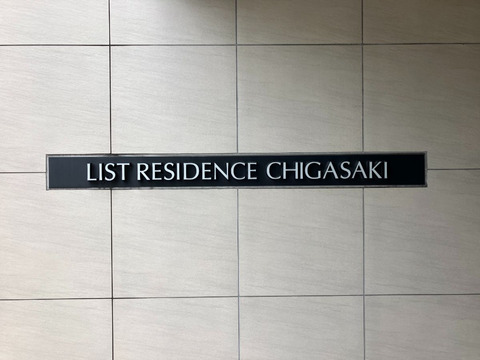 LIST RESIDENCE CHIGASAKI